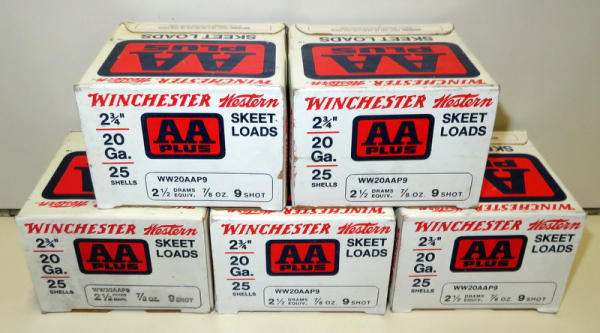 SKEET LOADS
AA
PLUS
WINCHESTER Western
SKEET LOADS
AA
PLUS
WINCHESTER Western
WINCHESTER Western
2¾"
20
Ga.
25
SHELLS
AA
PLUS
SKEET
LOADS
WW20AAP9
2½ DRAMS EQUIV. ⅞ OZ. 9 SHOT
WINCHESTER Western
2¾"
20
Ga.
25
SHELLS
AA
PLUS
SKEET
LOADS
WW20AAP9
2½ DRAMS EQUIV. ⅞ OZ. 9 SHOT
WINCHESTER Western
2¾"
20
Ga.
25
SHELLS
AA
PLUS
SKEET
LOADS
WW20AAP9
2½ DRAMS EQUIV. ⅞ OZ. 9 SHOT
WINCHESTER Western
2¾"
20
Ga.
25
SHELLS
AA
PLUS
SKEET
LOADS
WW20AAP9
2½ DRAMS EQUIV. ⅞ OZ. 9 SHOT
WINCHESTER Western
2¾"
20
Ga.
25
SHELLS
AA
PLUS
SKEET
LOADS
WW20AAP9
2½ DRAMS EQUIV. ⅞ OZ. 9 SHOT